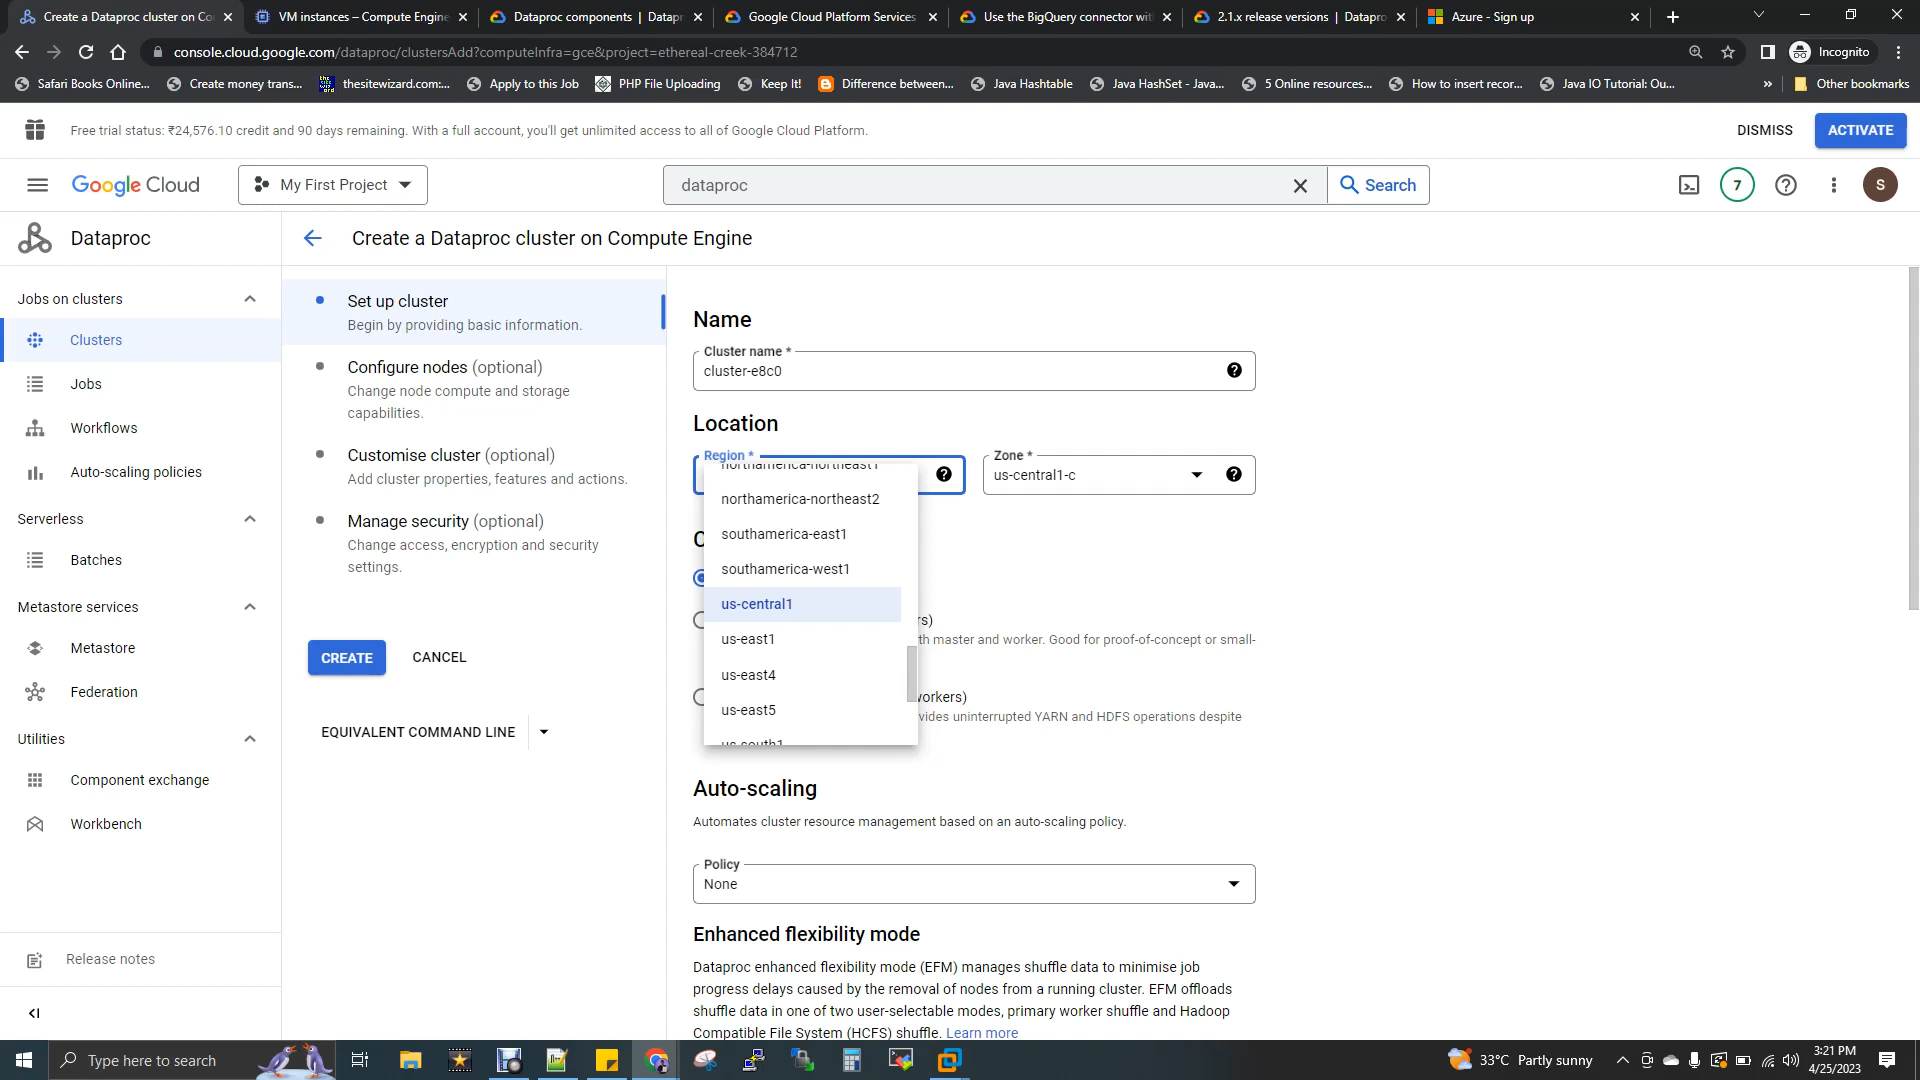 Create a Dataproc cluster on Co
VM instances – Compute Engine
Dataproc components | Datapr
Google Cloud Platform Services
Use the BigQuery connector wit
2.1.x release versions | Datapro
Azure - Sign up
console.cloud.google.com/dataproc/clustersAdd?computeInfra=gce&project=ethereal-creek-384712
Incognito
Safari Books Online...
Create money trans...
thesitewizard.com:...
Apply to this Job
PHP File Uploading
Keep It!
Difference between...
Java Hashtable
Java HashSet - Java...
5 Online resources...
How to insert recor...
Java IO Tutorial: Ou...
»
Other bookmarks
Free trial status: ₹24,576.10 credit and 90 days remaining. With a full account, you'll get unlimited access to all of Google Cloud Platform.
DISMISS
ACTIVATE
Google Cloud
My First Project
dataproc
Search
7
S
Dataproc
Create a Dataproc cluster on Compute Engine
Jobs on clusters
Clusters
Jobs
Workflows
Auto-scaling policies
Serverless
Batches
Metastore services
Metastore
Federation
Utilities
Component exchange
Workbench
Release notes
Set up cluster
Begin by providing basic information.
Configure nodes (optional)
Change node compute and storage
capabilities.
Customise cluster (optional)
Add cluster properties, features and actions.
Manage security (optional)
Change access, encryption and security
settings.
CREATE
CANCEL
EQUIVALENT COMMAND LINE
Name
Cluster name *
cluster-e8c0
Location
Region *
Zone *
us-central1-c
northamerica-northeast1
northamerica-northeast2
southamerica-east1
southamerica-west1
us-central1
us-east1
us-east4
us-east5
us-south1
C
rs)
th master and worker. Good for proof-of-concept or small-
workers)
vides uninterrupted YARN and HDFS operations despite
Auto-scaling
Automates cluster resource management based on an auto-scaling policy.
Policy
None
Enhanced flexibility mode
Dataproc enhanced flexibility mode (EFM) manages shuffle data to minimise job
progress delays caused by the removal of nodes from a running cluster. EFM offloads
shuffle data in one of two user-selectable modes, primary worker shuffle and Hadoop
Compatible File System (HCFS) shuffle. Learn more
Type here to search
33°C Partly sunny
3:21 PM
4/25/2023